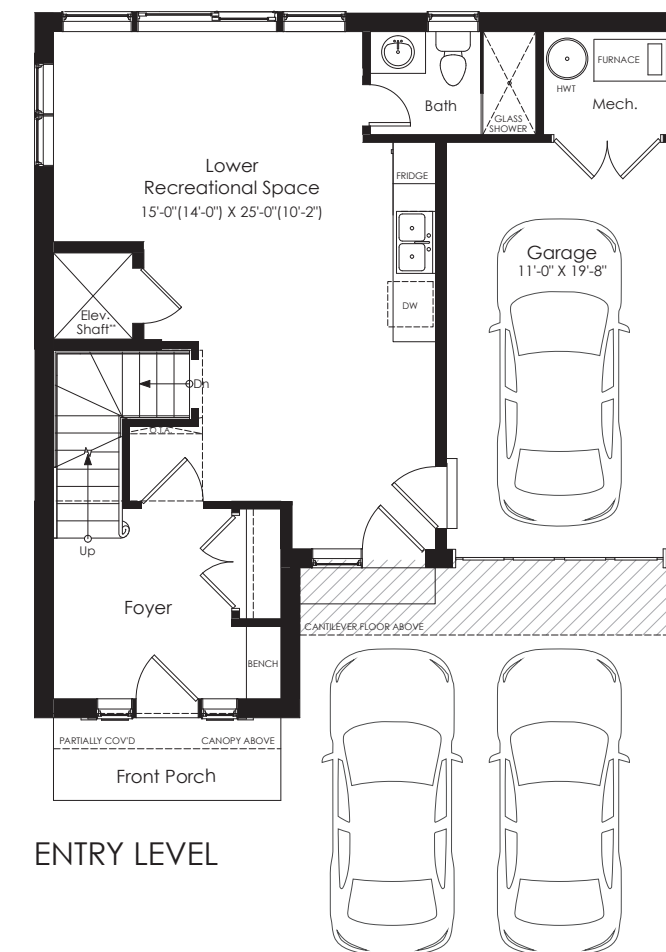 FURNACE
HWT
Mech.
Bath
GLASS
SHOWER
Lower
Recreational Space
15'-0"(14'-0") X 25'-0"(10'-2")
FRIDGE
Garage
11'-0" X 19'-8"
DW
Elev.
Shaft**
Dn
O.T.A.
Up
Foyer
CANTILEVER FLOOR ABOVE
BENCH
PARTIALLY COV'D
CANOPY ABOVE
Front Porch
ENTRY LEVEL